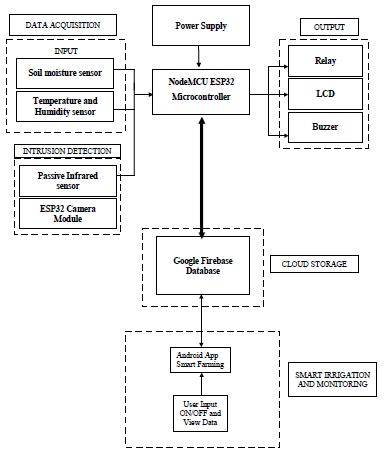 DATA ACQUISITION
Power Supply
OUTPUT
INPUT
Soil moisture sensor
Temperature and
Humidity sensor
NodeMCU ESP32
Microcontroller
Relay
LCD
Buzzer
INTRUSION DETECTION
Passive Infrared
sensor
ESP32 Camera
Module
Google Firebase
Database
CLOUD STORAGE
Android App
Smart Farming
User Input
ON/OFF and
View Data
SMART IRRIGATION
AND MONITORING